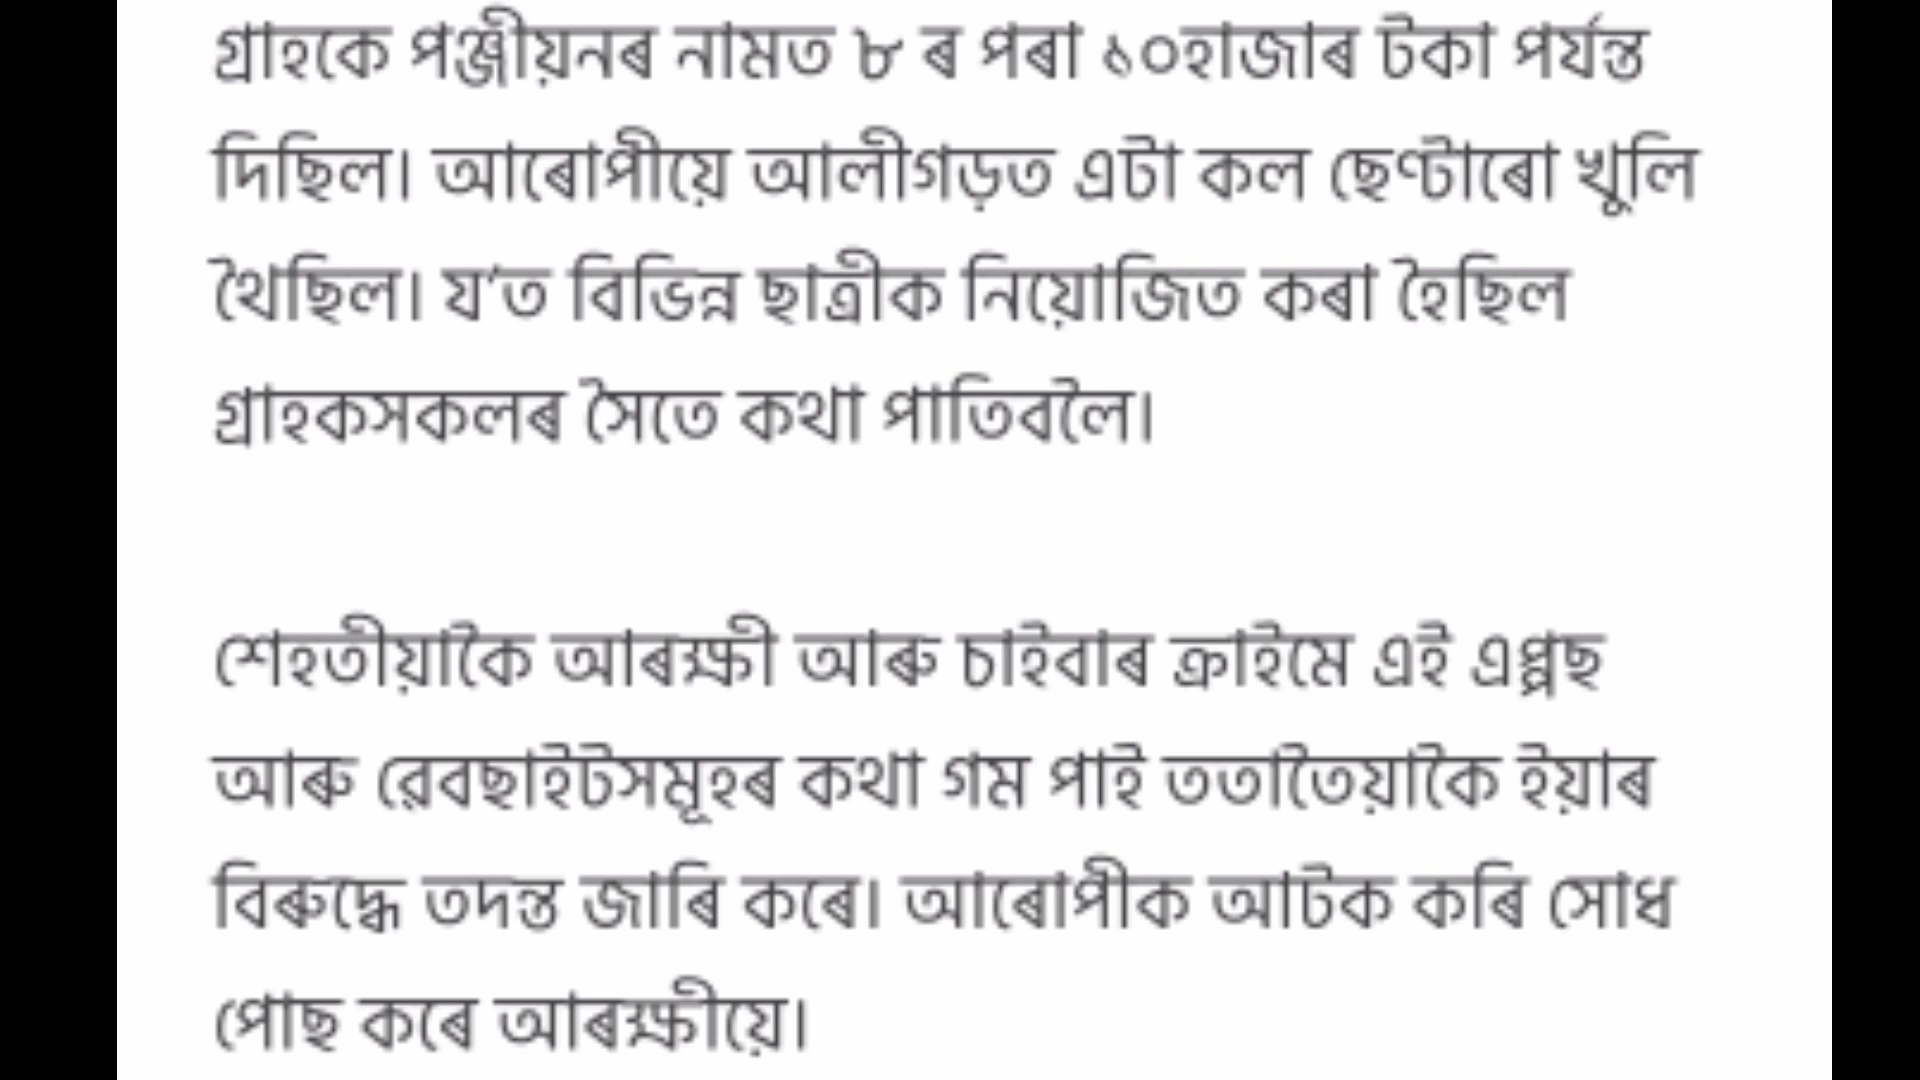 গ্ৰাহকে পঞ্জীয়নৰ নামত ৮ ৰ পৰা ১০হাজাৰ টকা পৰ্যন্ত
দিছিল। আৰোপীয়ে আলীগড়ত এটা কল ছেণ্টাৰো খুলি
থৈছিল। য’ত বিভিন্ন ছাত্ৰীক নিয়োজিত কৰা হৈছিল
গ্ৰাহকসকলৰ সৈতে কথা পাতিবলৈ।
শেহতীয়াকৈ আৰক্ষী আৰু চাইবাৰ ক্ৰাইমে এই এপ্পছ
আৰু ৱেবছাইটসমূহৰ কথা গম পাই ততাতৈয়াকৈ ইয়াৰ
বিৰুদ্ধে তদন্ত জাৰি কৰে। আৰোপীক আটক কৰি সোধ
পোছ কৰে আৰক্ষীয়ে।